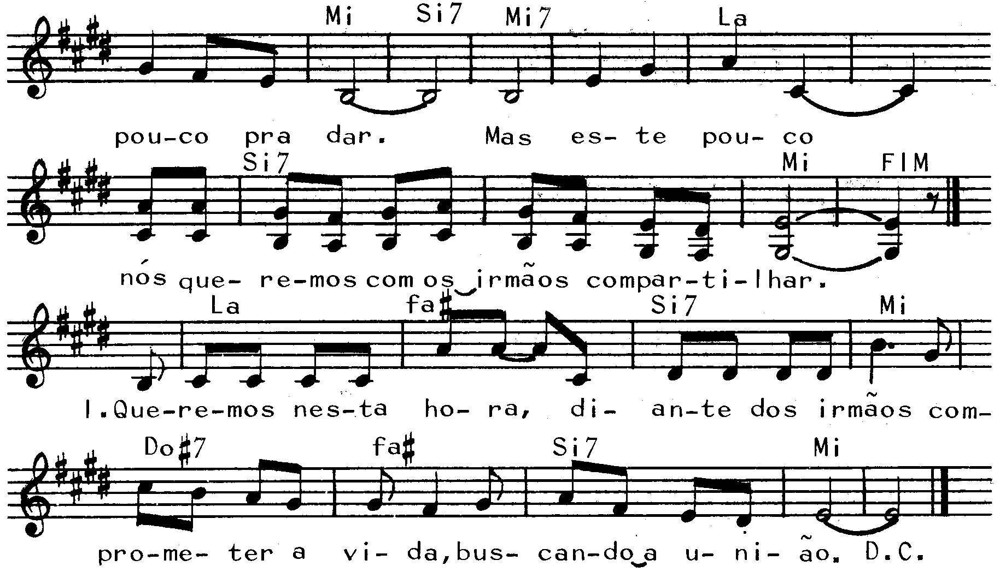 Mi Si7 Mi7 La
pou-co pra dar. Mas es- te pou- co
Si7 Mi FIM
nós que- re-mos com os irmãos compar-ti-lhar.
La fa# Si7 Mi
1.Que-re-mos nes-ta ho- ra, di- an-te dos irmãos com-
Do#7 fa# Si7 Mi
pro-me- ter a vi- da,bus- can-do a u- ni- ão. D.C.